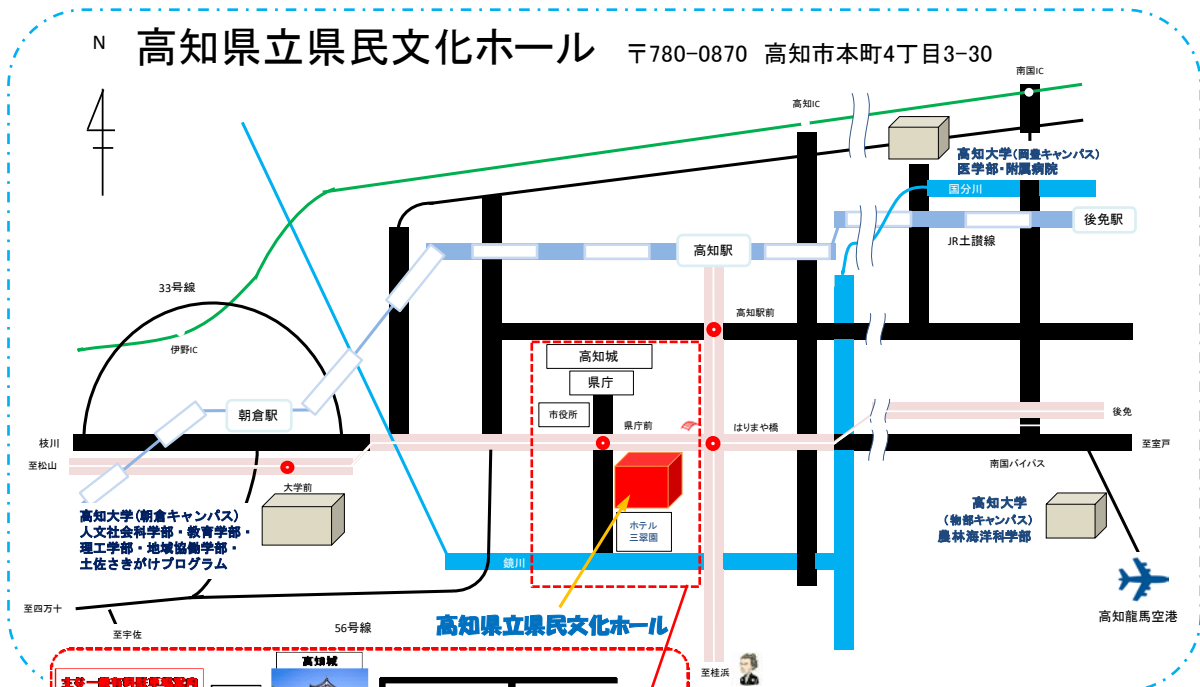 N
高知県立県民文化ホール 〒780-0870 高知市本町4丁目3-30
南国IC
高知IC
高知大学(岡豊キャンパス)
医学部・附属病院
国分川
後免駅
JR土讃線
高知駅
33号線
高知駅前
伊野IC
高知城
県庁
朝倉駅
市役所
県庁前
はりまや橋
後免
枝川
至室戸
至松山
南国バイパス
大学前
高知大学(朝倉キャンパス)
人文社会科学部・教育学部・
理工学部・地域協働学部・
土佐さきがけプログラム
ホテル
三翠園
高知大学
(物部キャンパス)
農林海洋科学部
鏡川
至四万十
高知龍馬空港
至宇佐
56号線
高知県立県民文化ホール
高知城
至桂浜